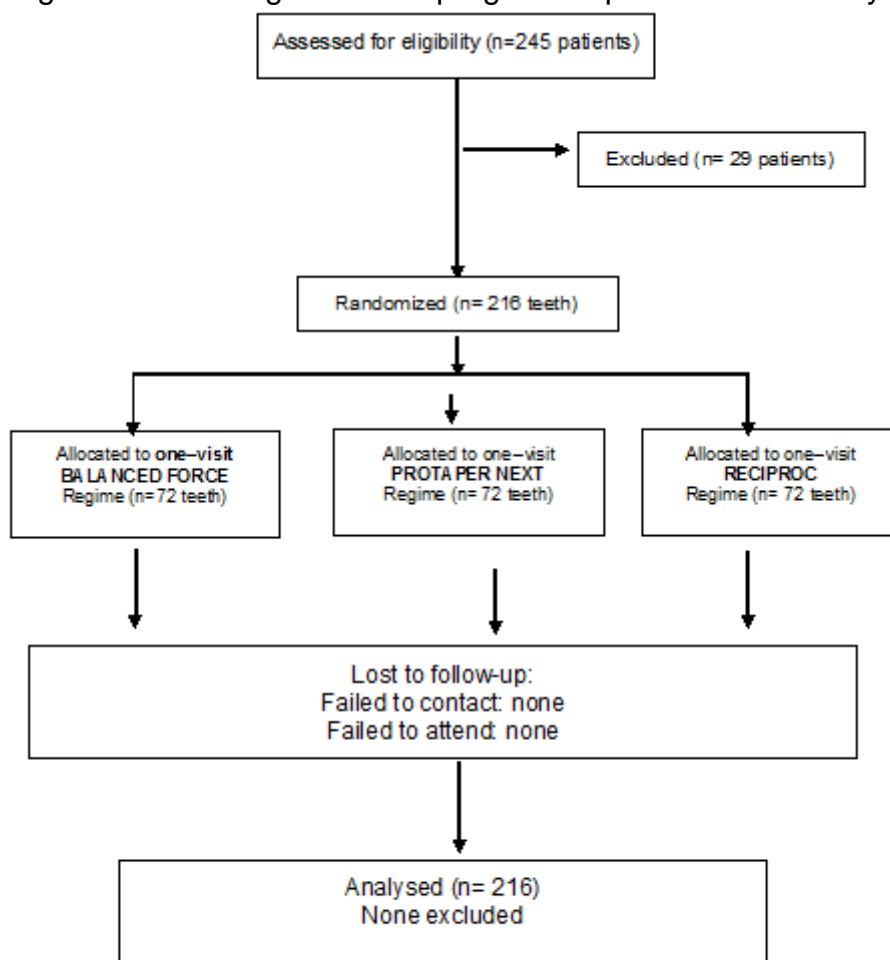 Assessed for eligibility (n=245 patients)
Excluded (n= 29 patients)
Randomized (n= 216 teeth)
Allocated to one–visit
BALANCED FORCE
Regime (n=72 teeth)
Allocated to one–visit
PROTAPER NEXT
Regime (n= 72 teeth)
Allocated to one–visit
RECIPROC
Regime (n= 72 teeth)
Lost to follow-up:
Failed to contact: none
Failed to attend: none
Analysed (n= 216)
None excluded